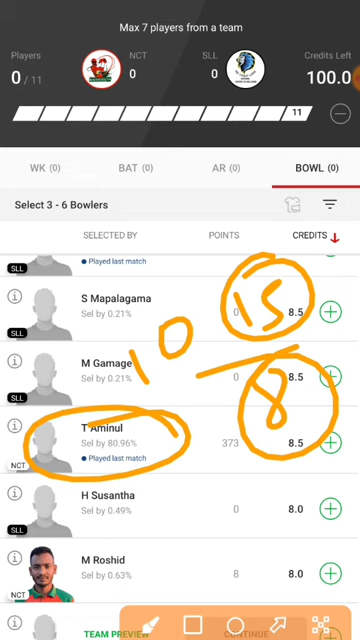 Max 7 players from a team
Players NCT SLL Credits Left
0 / 11 0 0 100.0
11
WK (0) BAT (0) AR (0) BOWL (0)
Select 3 - 6 Bowlers
SELECTED BY POINTS CREDITS
SLL Played last match
S Mapalagama
Sel by 0.21% 0 8.5
SLL
M Gamage
Sel by 0.21% 0 8.5
SLL
T Aminul
Sel by 80.96% 373 8.5
NCT Played last match
H Susantha
Sel by 0.49% 0 8.0
SLL
M Roshid
Sel by 0.63% 8 8.0
NCT
TEAM PREVIEW CONTINUE
10 15
8